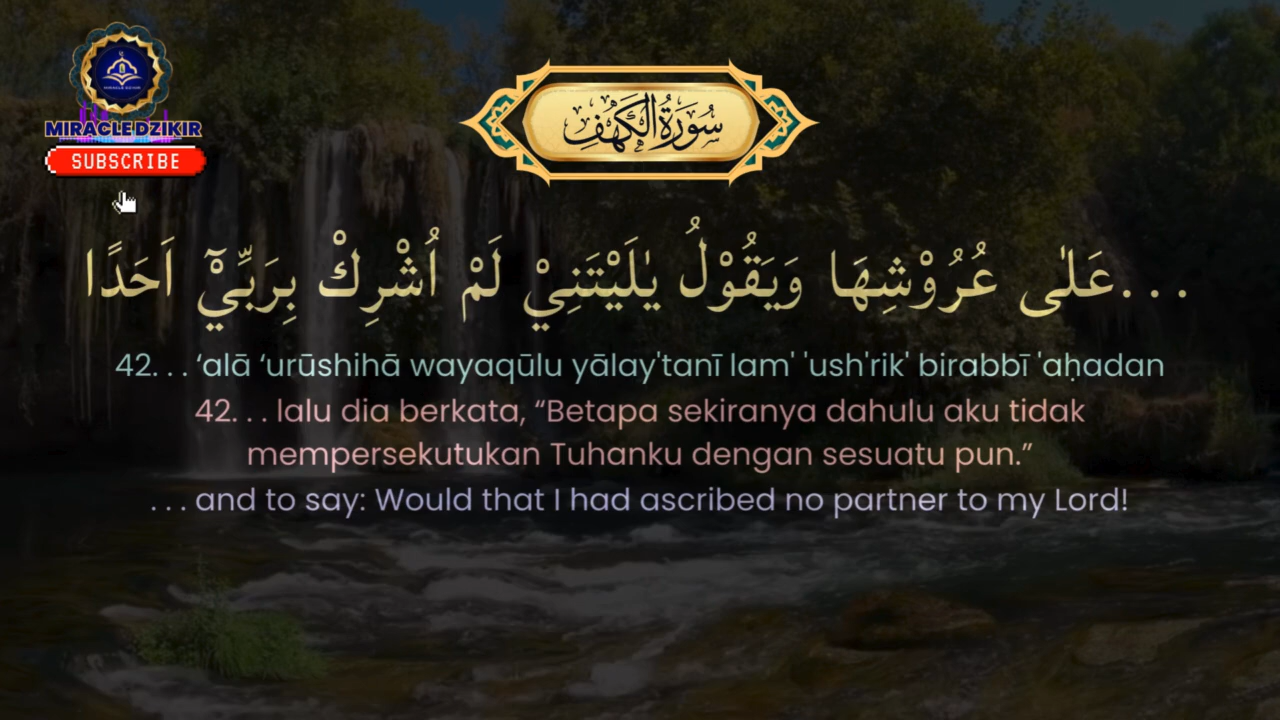 MIRACLE DZIKIR
SUBSCRIBE
سُوْرَةُ الْكَهْفِ
...عَلٰى عُرُوْشِهَا وَيَقُوْلُ يٰلَيْتَنِيْ لَمْ اُشْرِكْ بِرَبِّيْٓ اَحَدًا
42. . . ‘alā ‘urūshihā wayaqūlu yālay'tanī lam' 'ush'rik' birabbī 'aḥadan
42. . . lalu dia berkata, “Betapa sekiranya dahulu aku tidak
mempersekutukan Tuhanku dengan sesuatu pun.”
. . . and to say: Would that I had ascribed no partner to my Lord!